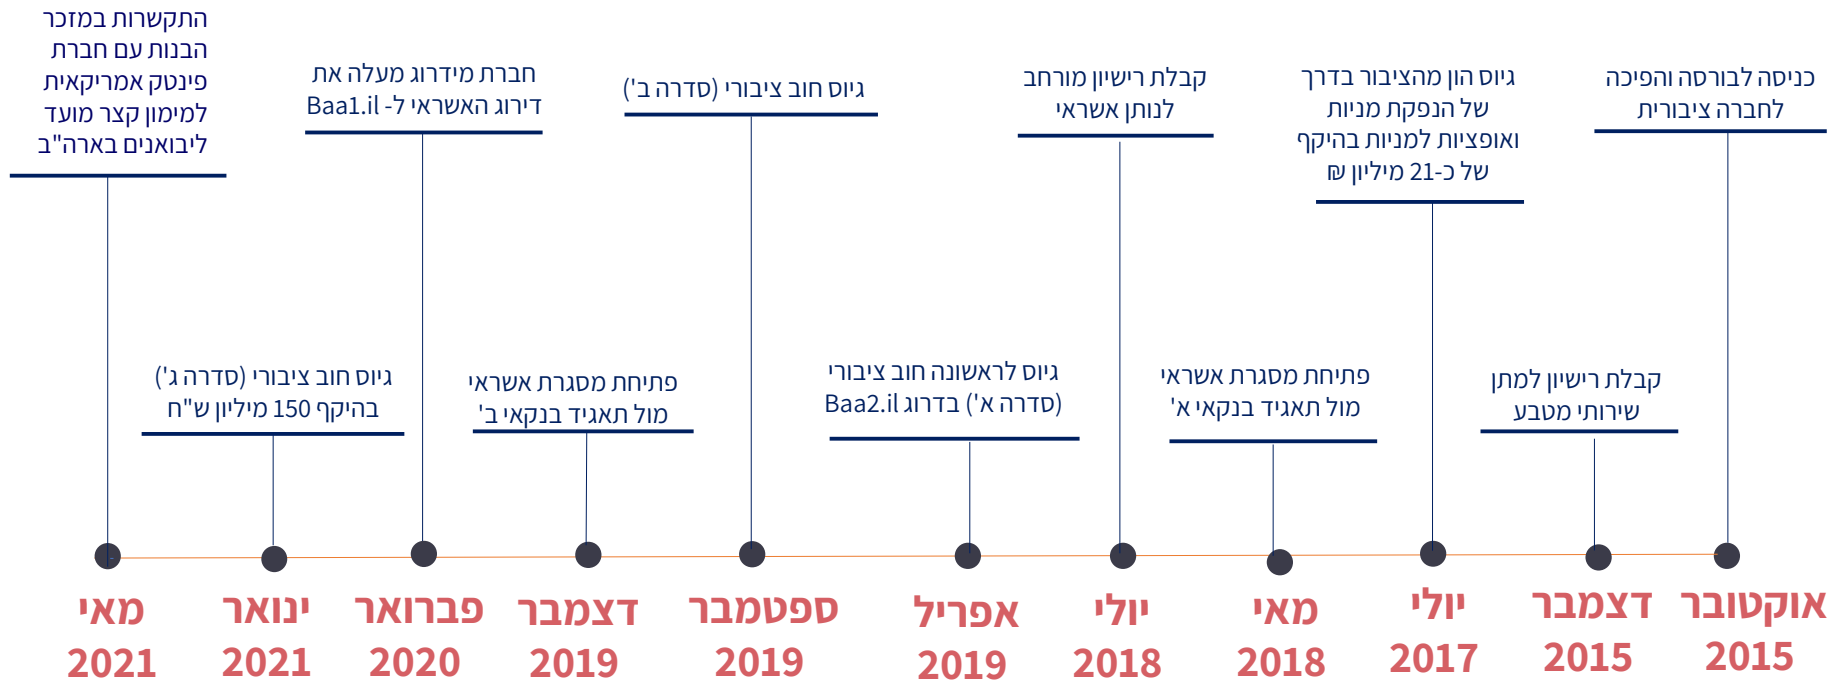 כניסה לבורסה והפיכה
לחברה ציבורית
אוקטובר
2015
קבלת רישיון למתן
שירותי מטבע
דצמבר
2015
גיוס הון מהציבור בדרך
של הנפקת מניות
ואופציות למניות בהיקף
של כ-21 מיליון ₪
יולי
2017
פתיחת מסגרת אשראי
מול תאגיד בנקאי א'
מאי
2018
קבלת רישיון מורחב
לנותן אשראי
יולי
2018
גיוס לראשונה חוב ציבורי
(סדרה א') בדרוג Baa2.il
אפריל
2019
גיוס חוב ציבורי (סדרה ב')
ספטמבר
2019
פתיחת מסגרת אשראי
מול תאגיד בנקאי ב'
דצמבר
2019
חברת מידרוג מעלה את
דירוג האשראי ל- Baa1.il
פברואר
2020
גיוס חוב ציבורי (סדרה ג')
בהיקף 150 מיליון ש"ח
ינואר
2021
התקשרות במזכר
הבנות עם חברת
פינטק אמריקאית
למימון קצר מועד
ליבואנים בארה"ב
מאי
2021